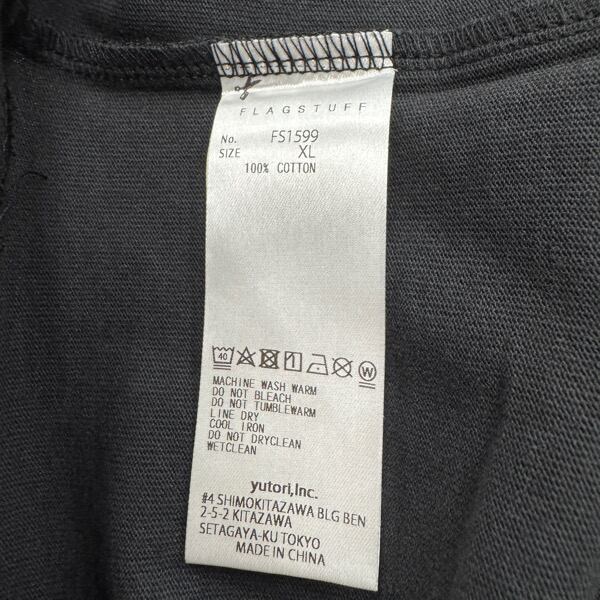 FLAGSTUFF
No. FS1599
SIZE XL
100% COTTON
40 W
MACHINE WASH WARM
DO NOT BLEACH
DO NOT TUMBLEWARM
LINE DRY
COOL IRON
DO NOT DRYCLEAN
WETCLEAN
yutori,Inc.
#4 SHIMOKITAZAWA BLG BEN
2-5-2 KITAZAWA
SETAGAYA-KU TOKYO
MADE IN CHINA